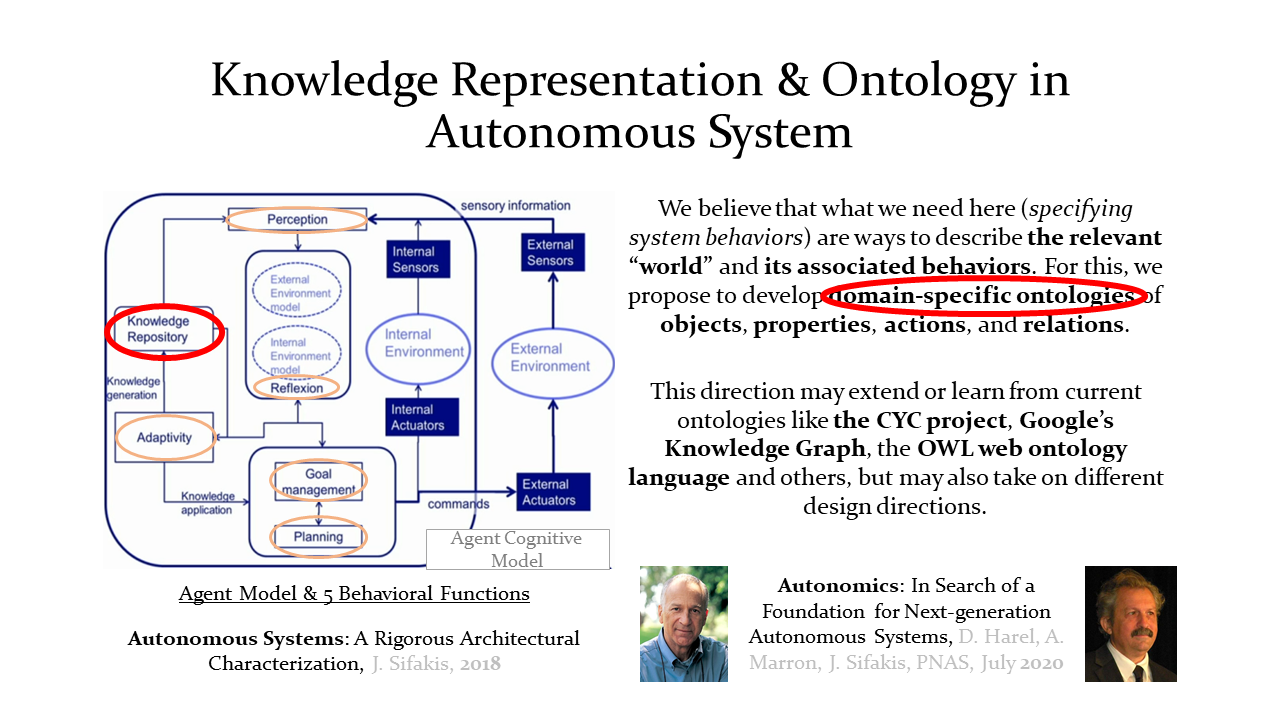 Knowledge Representation & Ontology in
Autonomous System
sensory information
Perception
Internal
Sensors
External
Sensors
External
Environment
model
Knowledge
Repository
Internal
Environment
model
Internal
Environment
External
Environment
Reflexion
Knowledge
generation
Internal
Actuators
Adaptivity
Goal
management
Knowledge
application
commands
External
Actuators
Planning
Agent Cognitive
Model
Agent Model & 5 Behavioral Functions
Autonomous Systems: A Rigorous Architectural
Characterization, J. Sifakis, 2018
We believe that what we need here (specifying
system behaviors) are ways to describe the relevant
“world” and its associated behaviors. For this, we
propose to develop domain-specific ontologies of
objects, properties, actions, and relations.
This direction may extend or learn from current
ontologies like the CYC project, Google’s
Knowledge Graph, the OWL web ontology
language and others, but may also take on different
design directions.
Autonomics: In Search of a
Foundation for Next-generation
Autonomous Systems, D. Harel, A.
Marron, J. Sifakis, PNAS, July 2020